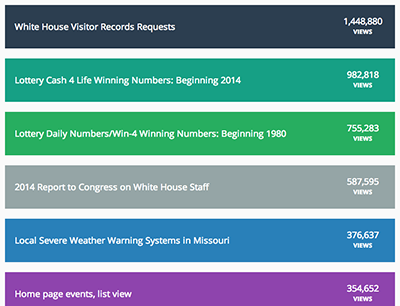 White House Visitor Records Requests
1,448,880
VIEWS
Lottery Cash 4 Life Winning Numbers: Beginning 2014
982,818
VIEWS
Lottery Daily Numbers/Win-4 Winning Numbers: Beginning 1980
755,283
VIEWS
2014 Report to Congress on White House Staff
587,595
VIEWS
Local Severe Weather Warning Systems in Missouri
376,637
VIEWS
Home page events, list view
354,652
VIEWS